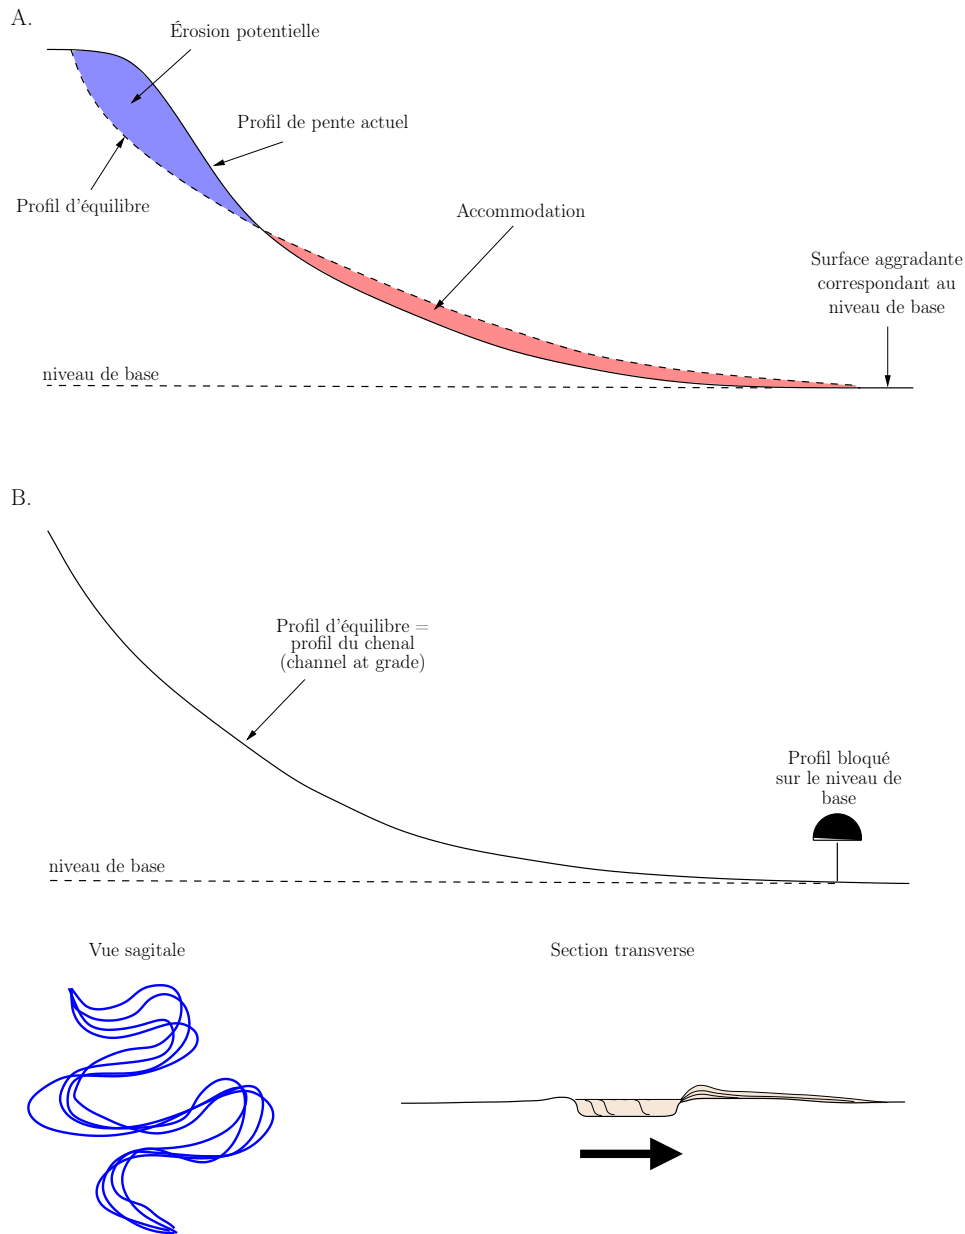 A.
Érosion potentielle
Profil de pente actuel
Profil d'équilibre
Accommodation
Surface aggradante
correspondant au
niveau de base
niveau de base
B.
Profil d'équilibre =
profil du chenal
(channel at grade)
Profil bloqué
sur le niveau de
base
niveau de base
Vue sagitale
Section transverse